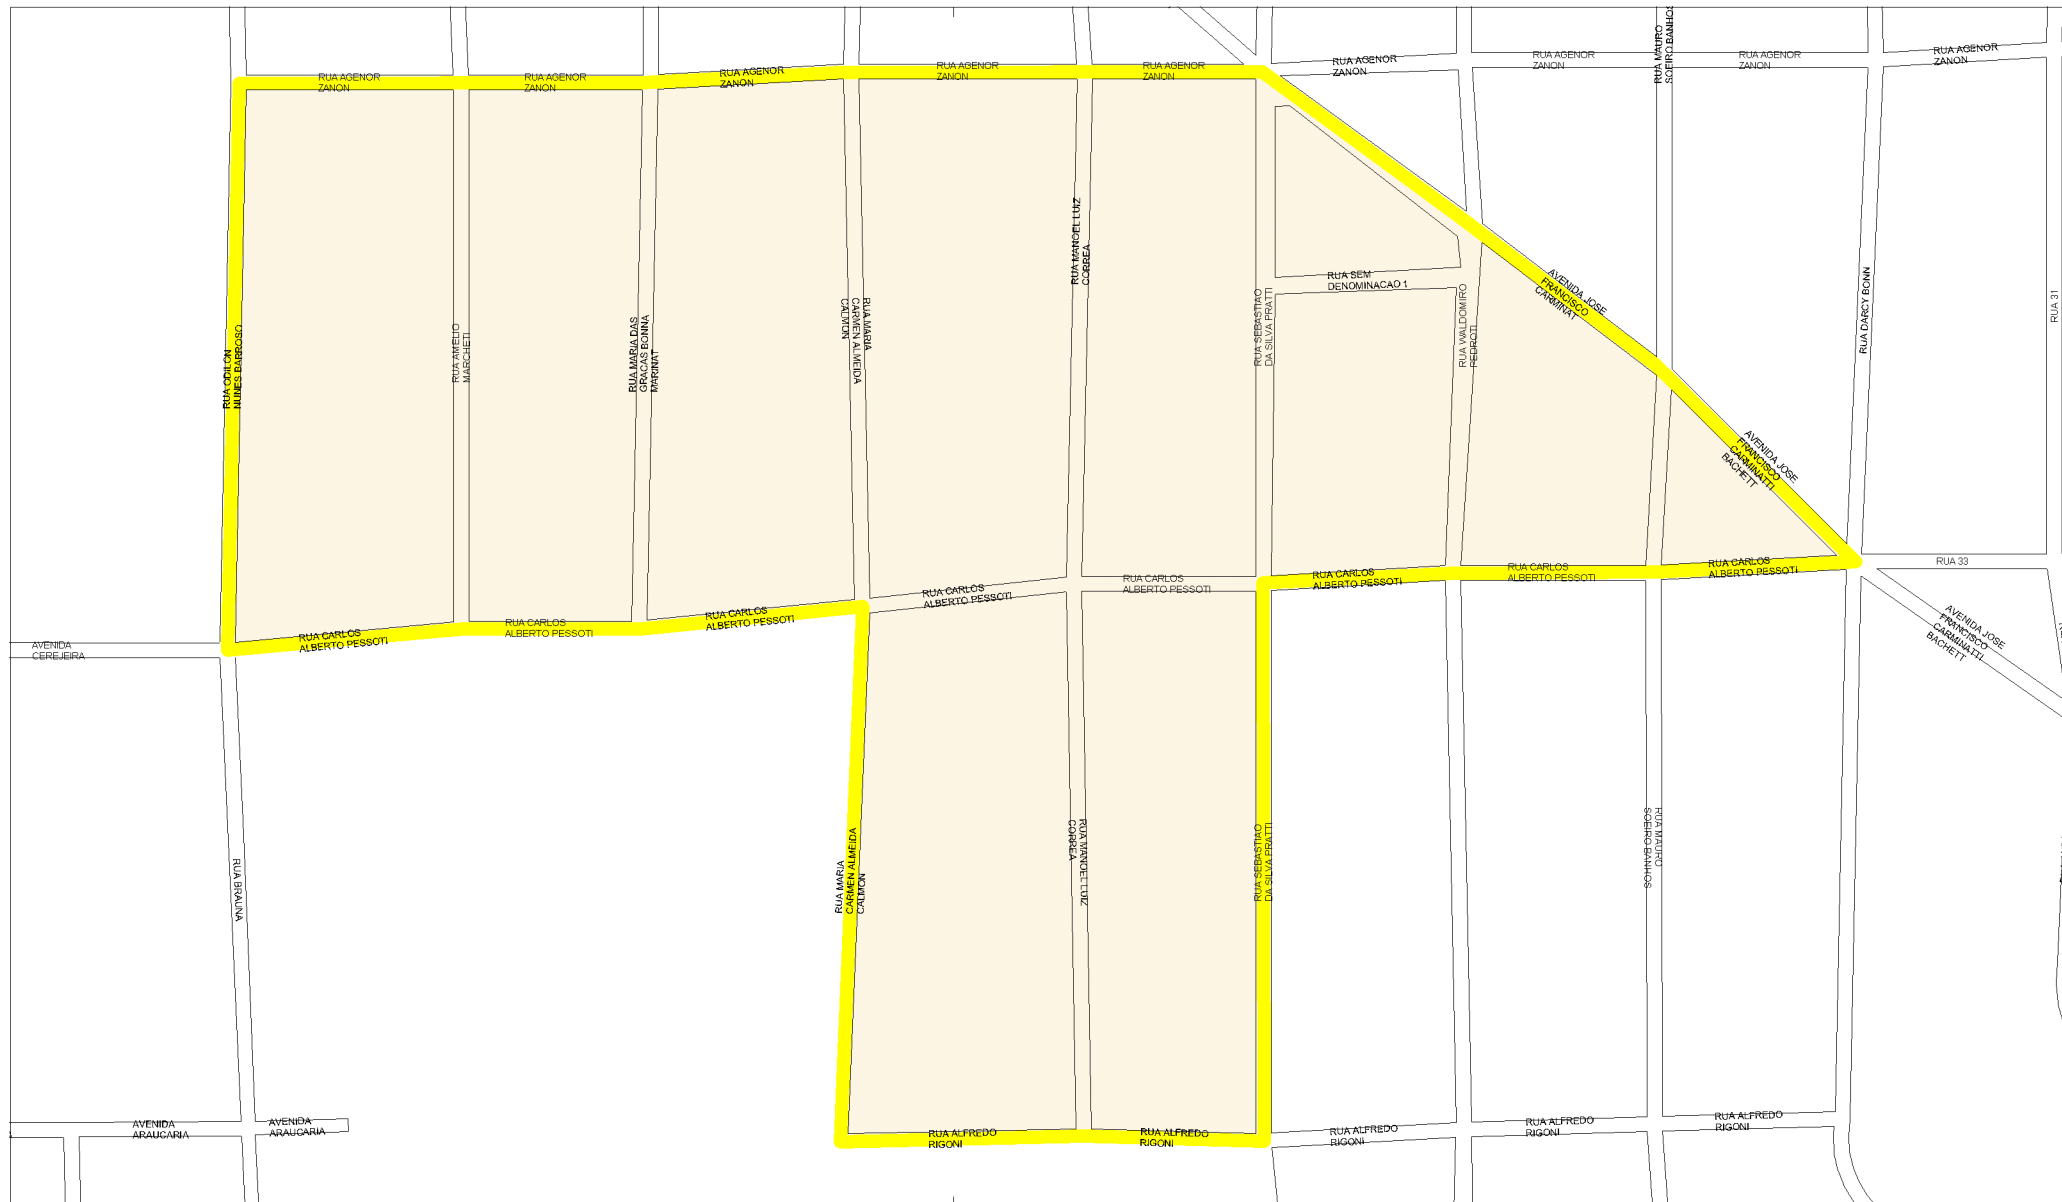 RUA MAURO
SOEIRO BANHOS
RUA AGENOR
ZANON
RUA AGENOR
ZANON
RUA AGENOR
ZANON
RUA AGENOR
ZANON
RUA AGENOR
ZANON
RUA AGENOR
ZANON
RUA AGENOR
ZANON
RUA AGENOR
ZANON
RUA AGENOR
ZANON
RUA MANOEL LUIZ
CORREA
RUA SEM
DENOMINACAO 1
AVENIDA JOSE
FRANCISCO
CARMINAT
RUA DARCY BONN
RUA 31
RUA ODILON
NUNES BARROSO
RUA AMELIO
MARCHETI
RUA MARIA DAS
GRACAS BONNA
MARINAT
RUA MARIA
CARMEN ALMEIDA
CALMON
RUA SEBASTIAO
DA SILVA PRATTI
RUA WALDOMIRO
PEDROTI
AVENIDA JOSE
FRANCISCO
CARMINATTI
BACHETT
RUA 33
RUA CARLOS
ALBERTO PESSOTI
RUA CARLOS
ALBERTO PESSOTI
RUA CARLOS
ALBERTO PESSOTI
RUA CARLOS
ALBERTO PESSOTI
RUA CARLOS
ALBERTO PESSOTI
RUA CARLOS
ALBERTO PESSOTI
RUA CARLOS
ALBERTO PESSOTI
RUA CARLOS
ALBERTO PESSOTI
AVENIDA
CEREJEIRA
AVENIDA JOSE
FRANCISCO
CARMINATTI
BACHETT
RUA BRAUNA
RUA MARIA
CARMEN ALMEIDA
CALMON
RUA MANOEL LUIZ
CORREA
RUA SEBASTIAO
DA SILVA PRATTI
RUA MAURO
SOEIRO BANHOS
AVENIDA
ARAUCARIA
AVENIDA
ARAUCARIA
RUA ALFREDO
RIGONI
RUA ALFREDO
RIGONI
RUA ALFREDO
RIGONI
RUA ALFREDO
RIGONI
RUA ALFREDO
RIGONI